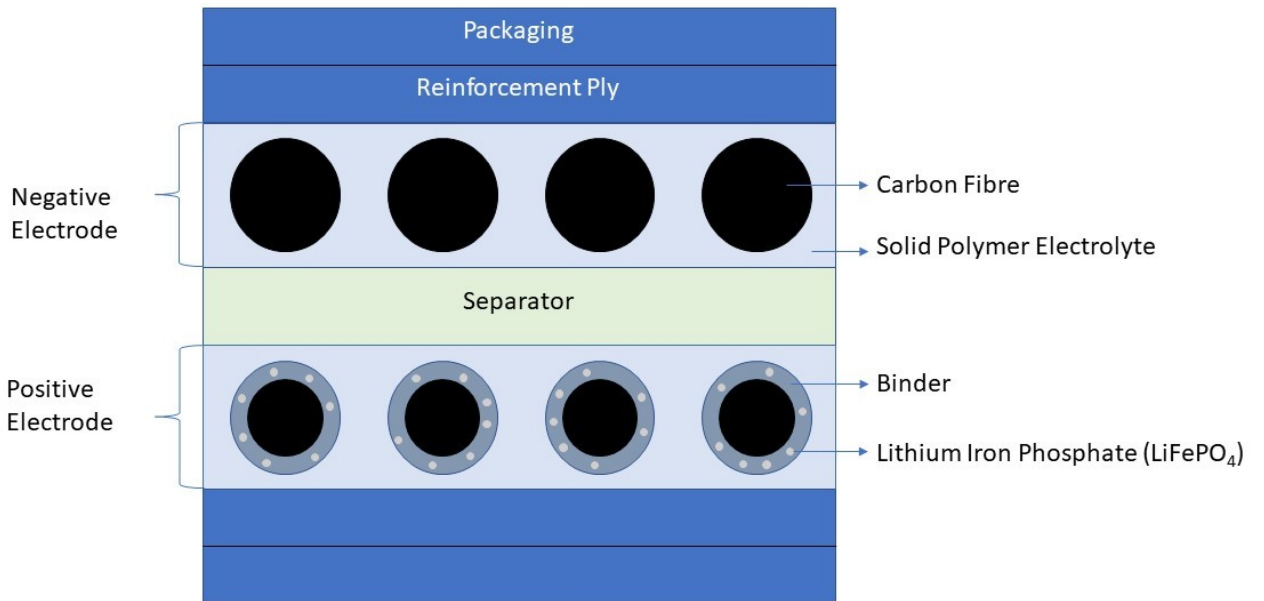 Packaging
Reinforcement Ply
Negative
Electrode
Carbon Fibre
Solid Polymer Electrolyte
Separator
Positive
Electrode
Binder
Lithium Iron Phosphate (LiFePO₄)